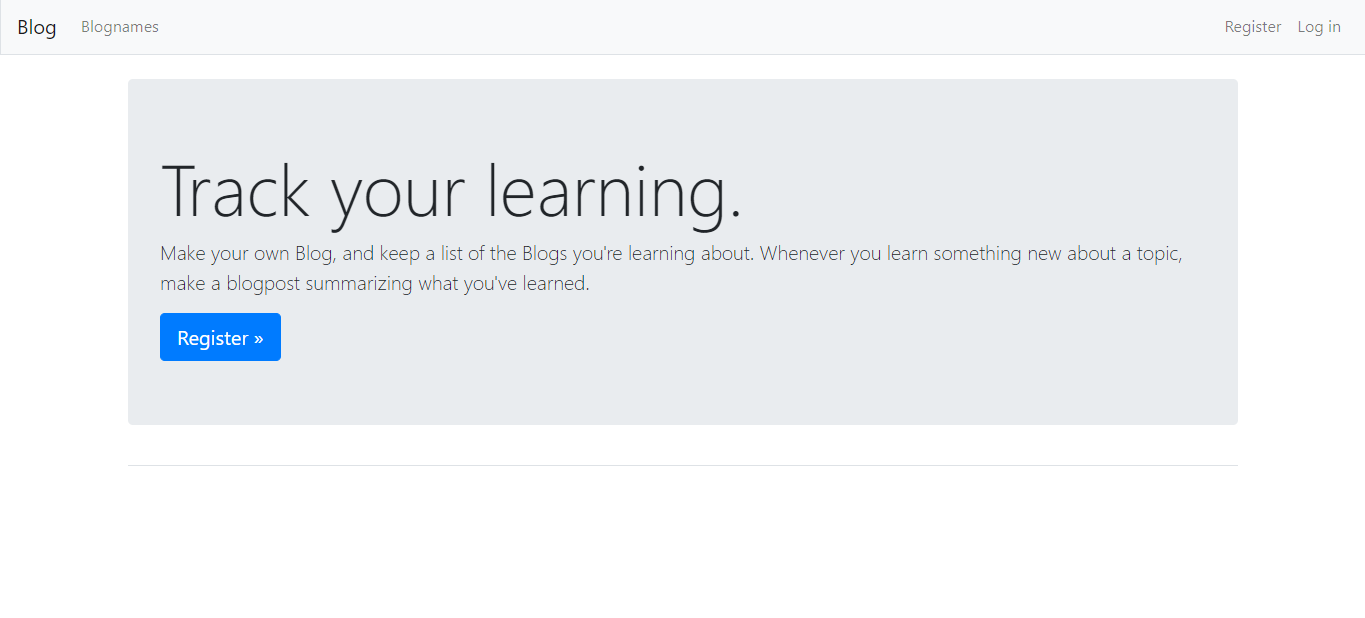 Blog Blognames Register Log in
Track your learning.
Make your own Blog, and keep a list of the Blogs you're learning about. Whenever you learn something new about a topic,
make a blogpost summarizing what you've learned.
Register »